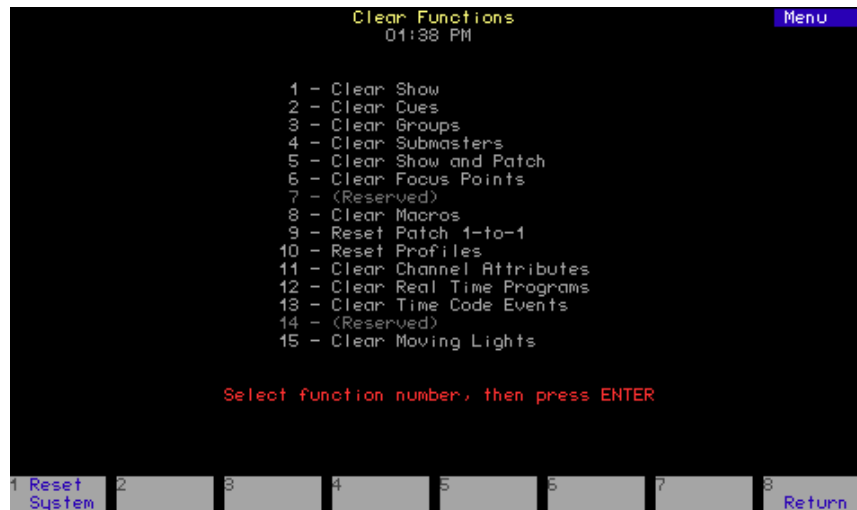 Clear Functions Menu
01:38 PM
1 - Clear Show
2 - Clear Cues
3 - Clear Groups
4 - Clear Submasters
5 - Clear Show and Patch
6 - Clear Focus Points
7 - (Reserved)
8 - Clear Macros
9 - Reset Patch 1-to-1
10 - Reset Profiles
11 - Clear Channel Attributes
12 - Clear Real Time Programs
13 - Clear Time Code Events
14 - (Reserved)
15 - Clear Moving Lights
Select function number, then press ENTER
1 Reset 2 3 4 5 6 7 8
System Return